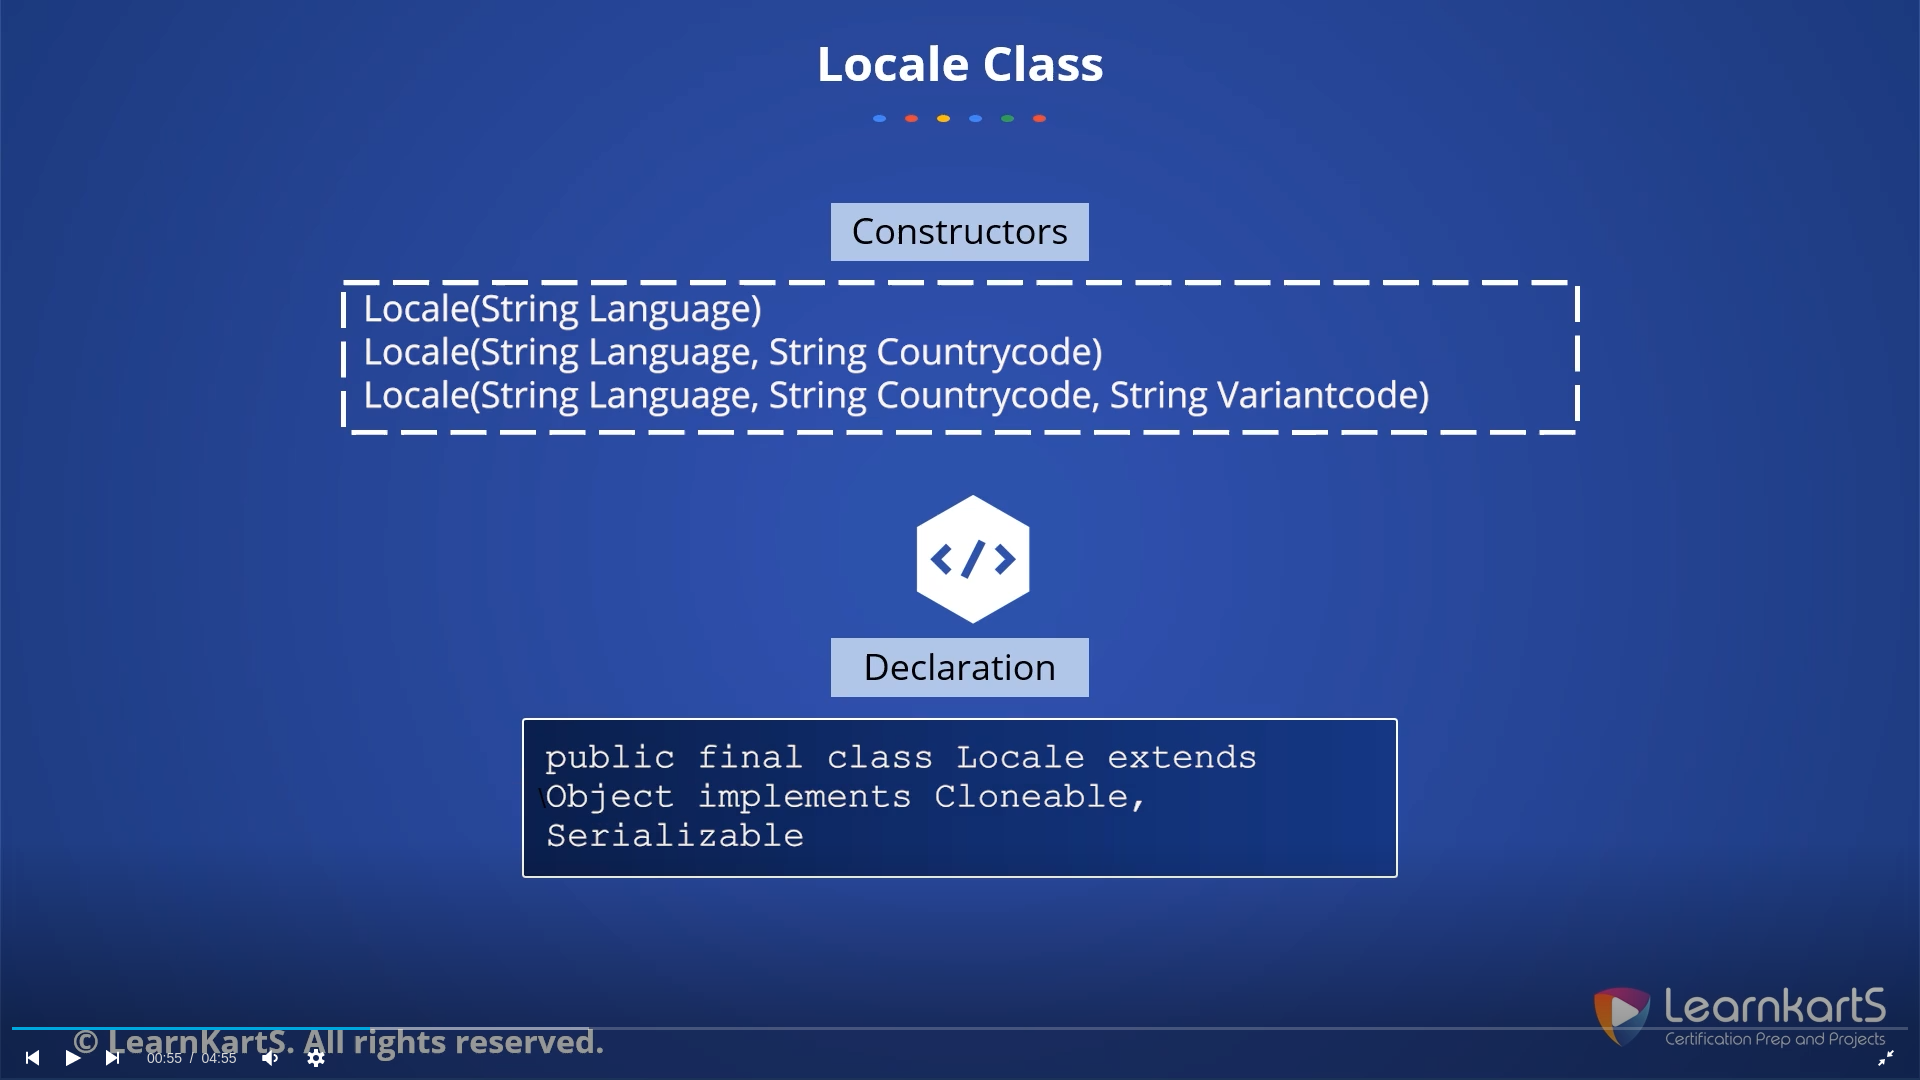 Locale Class
Constructors
Locale(String Language)
Locale(String Language, String Countrycode)
Locale(String Language, String Countrycode, String Variantcode)
</>
Declaration
public final class Locale extends
\Object implements Cloneable,
Serializable
LearnkartS
Certification Prep and Projects
© LearnKartS. All rights reserved.
00:55 / 04:55